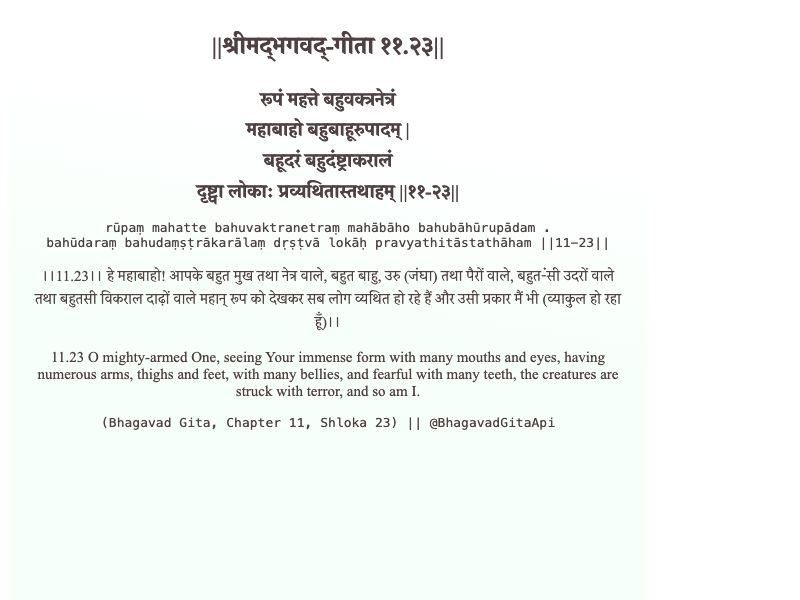 ||श्रीमद्‍भगवद्‍-गीता ११.२३||
रूपं महत्ते बहुवक्त्रनेत्रं
महाबाहो बहुबाहूरुपादम् |
बहूदरं बहुदंष्ट्राकरालं
दृष्ट्वा लोकाः प्रव्यथितास्तथाहम् ||११-२३||
rūpaṃ mahatte bahuvaktranetraṃ mahābāho bahubāhūrupādam .
bahūdaraṃ bahudaṃṣṭrākarālaṃ dṛṣṭvā lokāḥ pravyathitāstathāham ||11-23||
।।11.23।। हे महाबाहो! आपके बहुत मुख तथा नेत्र वाले, बहुत बाहु, उरु (जंघा) तथा पैरों वाले, बहुत-सी उदरों वाले
तथा बहुतसी विकराल दाढ़ों वाले महान् रूप को देखकर सब लोग व्यथित हो रहे हैं और उसी प्रकार मैं भी (व्याकुल हो रहा
हूँ)।।
11.23 O mighty-armed One, seeing Your immense form with many mouths and eyes, having
numerous arms, thighs and feet, with many bellies, and fearful with many teeth, the creatures are
struck with terror, and so am I.
(Bhagavad Gita, Chapter 11, Shloka 23) || @BhagavadGitaApi